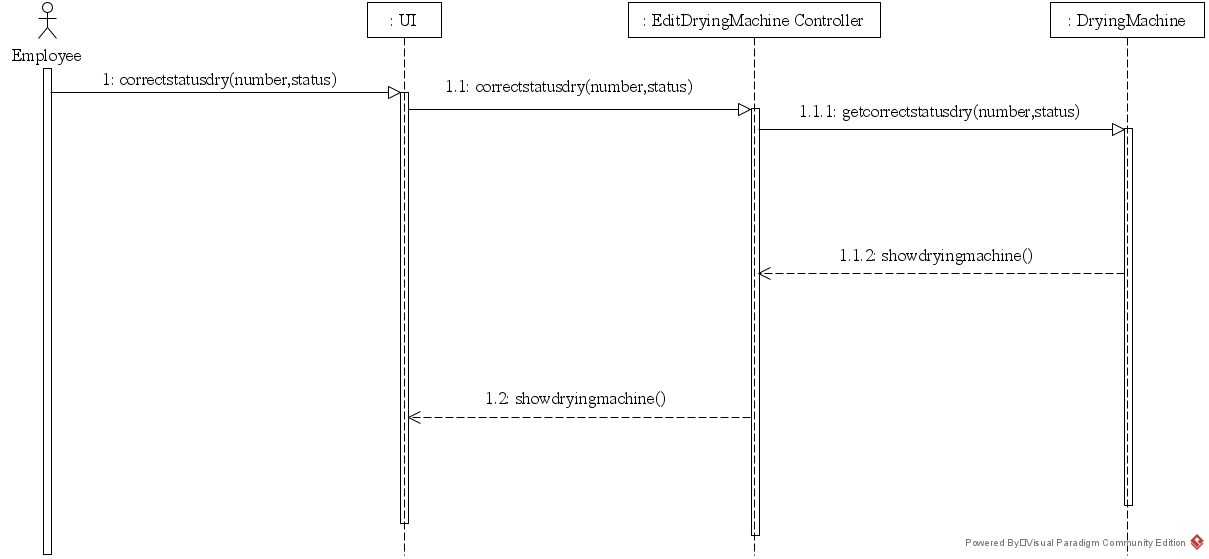 : UI
: EditDryingMachine Controller
: DryingMachine
Employee
1: correctstatusdry(number,status)
1.1: correctstatusdry(number,status)
1.1.1: getcorrectstatusdry(number,status)
1.1.2: showdryingmachine()
1.2: showdryingmachine()
Powered By▯Visual Paradigm Community Edition